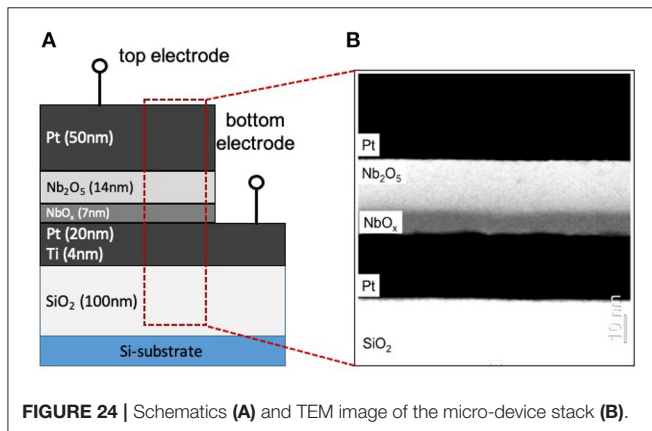 A
top electrode
bottom
electrode
Pt (50nm)
Nb₂O₅ (14nm)
NbOₓ (7nm)
Pt (20nm)
Ti (4nm)
SiO₂ (100nm)
Si-substrate
B
Pt
Nb₂O₅
NbOₓ
Pt
SiO₂
10 nm
FIGURE 24 | Schematics (A) and TEM image of the micro-device stack (B).